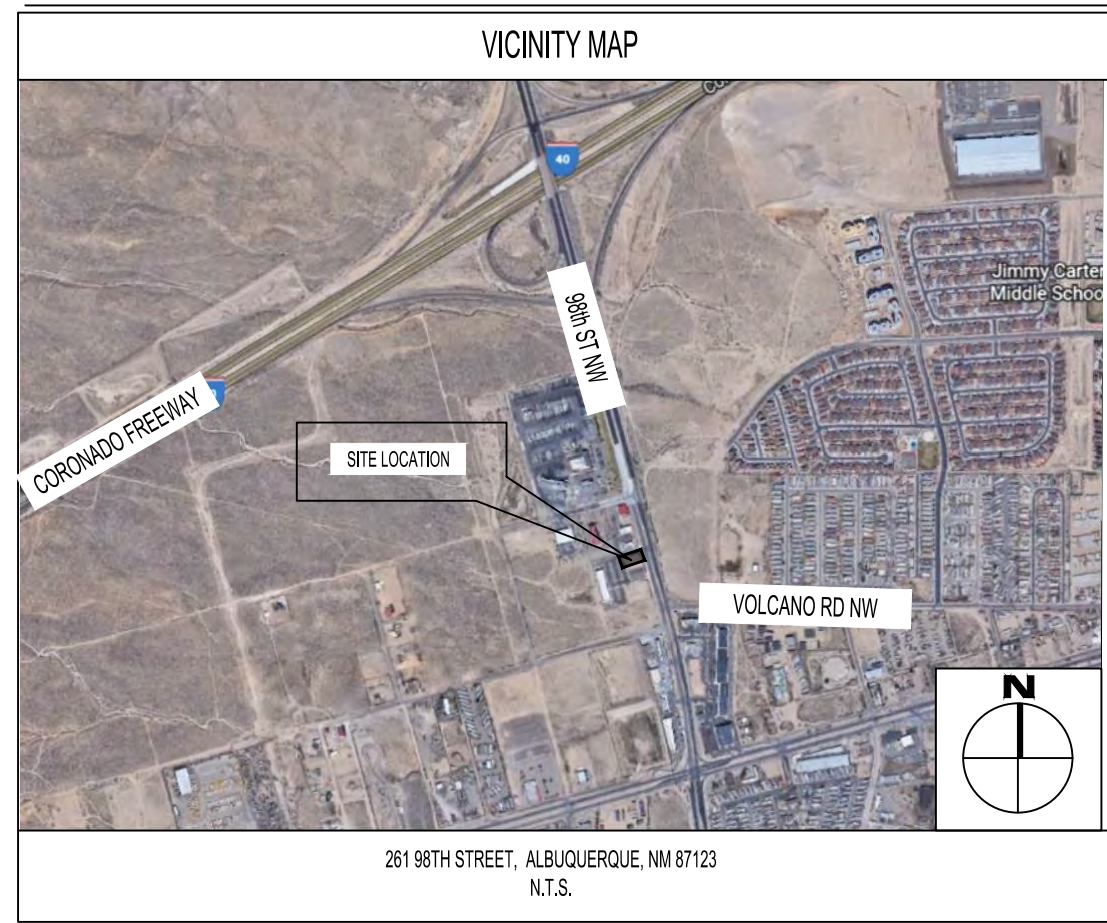 VICINITY MAP
40
98th ST NW
Jimmy Carter
Middle Schoo
CORONADO FREEWAY
SITE LOCATION
VOLCANO RD NW
N
261 98TH STREET, ALBUQUERQUE, NM 87123
N.T.S.